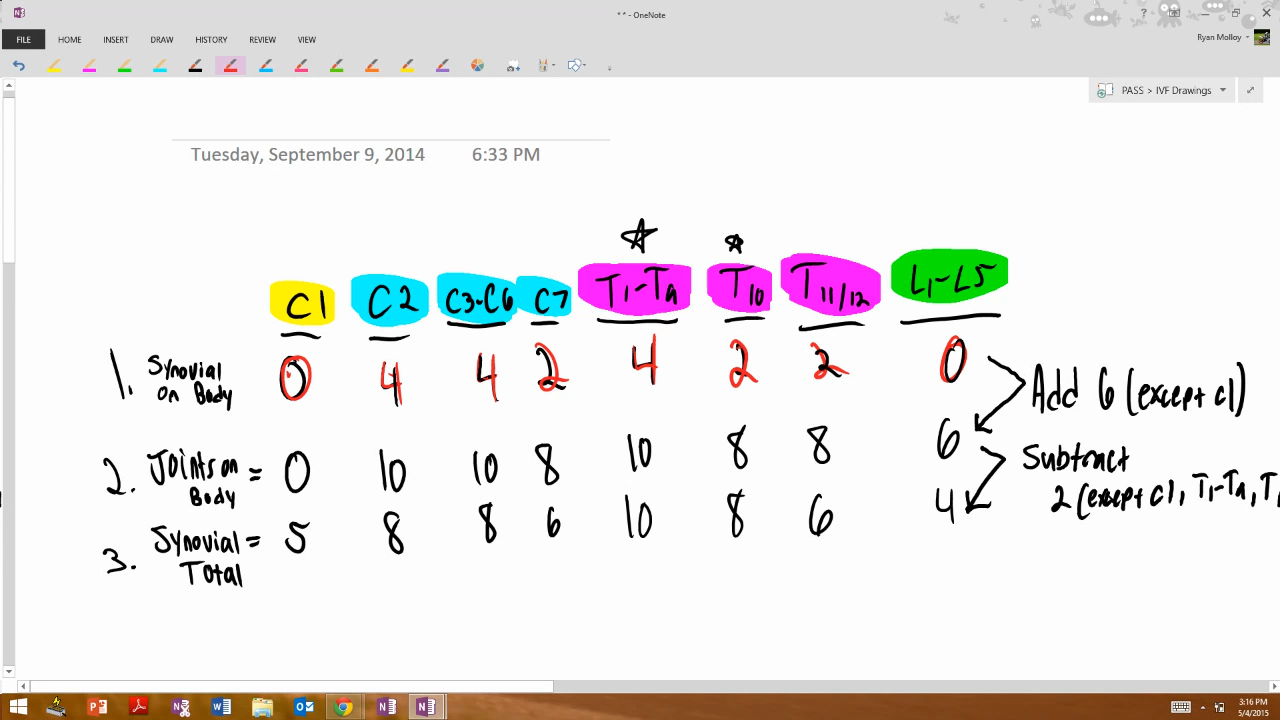 * * - OneNote
FILE HOME INSERT DRAW HISTORY REVIEW VIEW
Ryan Molloy
PASS > IVF Drawings
Tuesday, September 9, 2014 6:33 PM
C1 C2 C3-C6 C7 T1-T9 T10 T11/12 L1-L5
1. Synovial on Body 0 4 4 2 4 2 2 0
Add 6 (except c1)
2. Joints on Body = 0 10 10 8 10 8 8 6
Subtract
2 (except c1, T1-T9, T
3. Synovial Total = 5 8 8 6 10 8 6 4
3:16 PM
5/4/2015